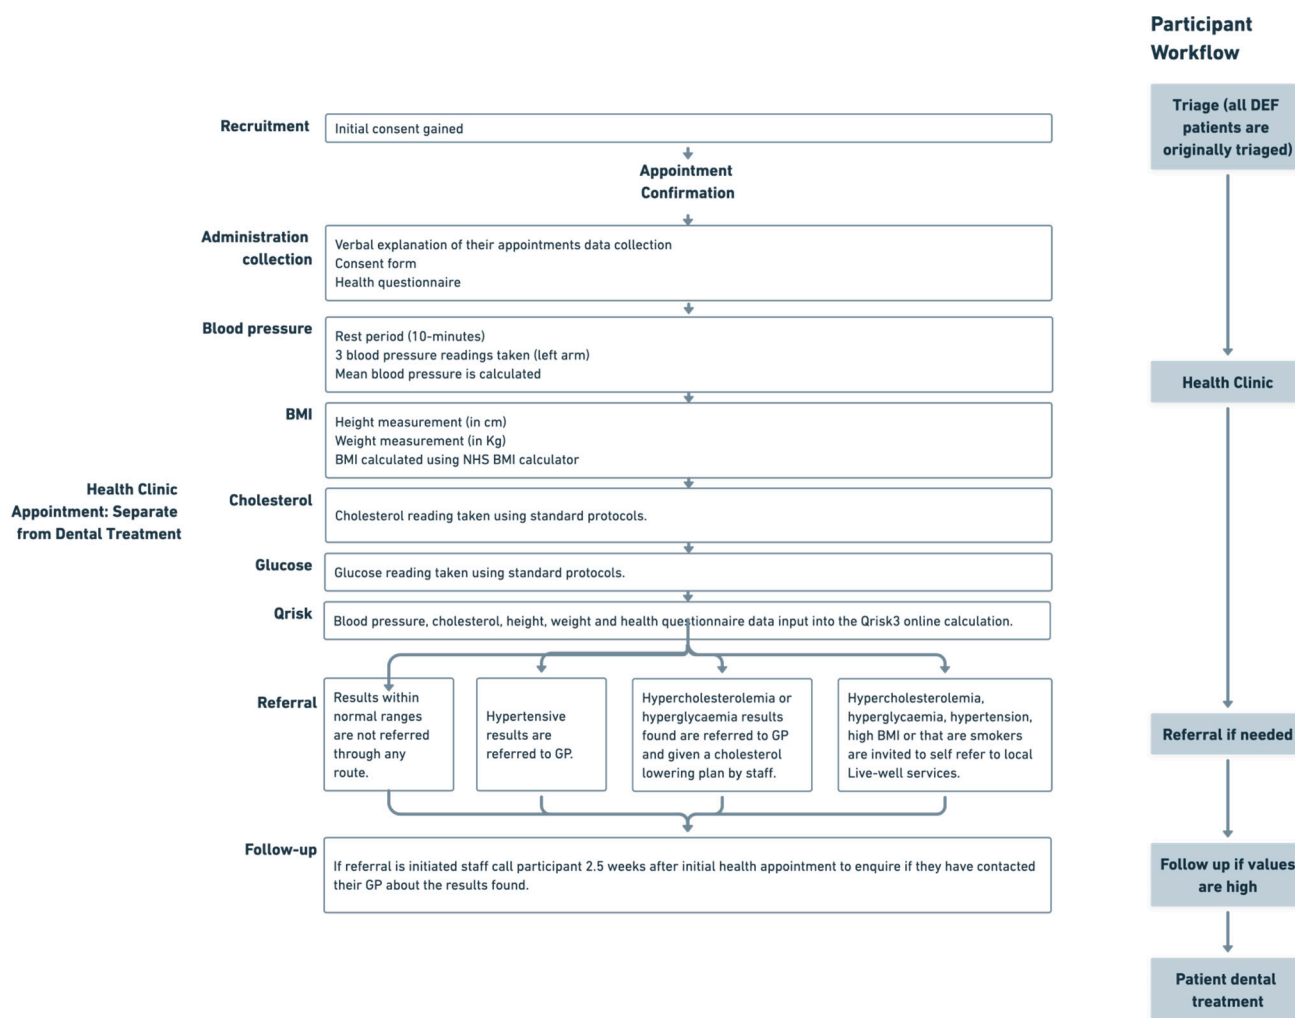 Participant
Workflow
Triage (all DEF
patients are
originally triaged)
Recruitment
Initial consent gained
Appointment
Confirmation
Administration
collection
Verbal explanation of their appointments data collection
Consent form
Health questionnaire
Blood pressure
Rest period (10-minutes)
3 blood pressure readings taken (left arm)
Mean blood pressure is calculated
Health Clinic
BMI
Height measurement (in cm)
Weight measurement (in Kg)
BMI calculated using NHS BMI calculator
Health Clinic
Appointment: Separate
from Dental Treatment
Cholesterol
Cholesterol reading taken using standard protocols.
Glucose
Glucose reading taken using standard protocols.
Qrisk
Blood pressure, cholesterol, height, weight and health questionnaire data input into the Qrisk3 online calculation.
Referral
Results within
normal ranges
are not referred
through any
route.
Hypertensive
results are
referred to GP.
Hypercholesterolemia or
hyperglycaemia results
found are referred to GP
and given a cholesterol
lowering plan by staff.
Hypercholesterolemia,
hyperglycaemia, hypertension,
high BMI or that are smokers
are invited to self refer to local
Live-well services.
Referral if needed
Follow-up
If referral is initiated staff call participant 2.5 weeks after initial health appointment to enquire if they have contacted
their GP about the results found.
Follow up if values
are high
Patient dental
treatment